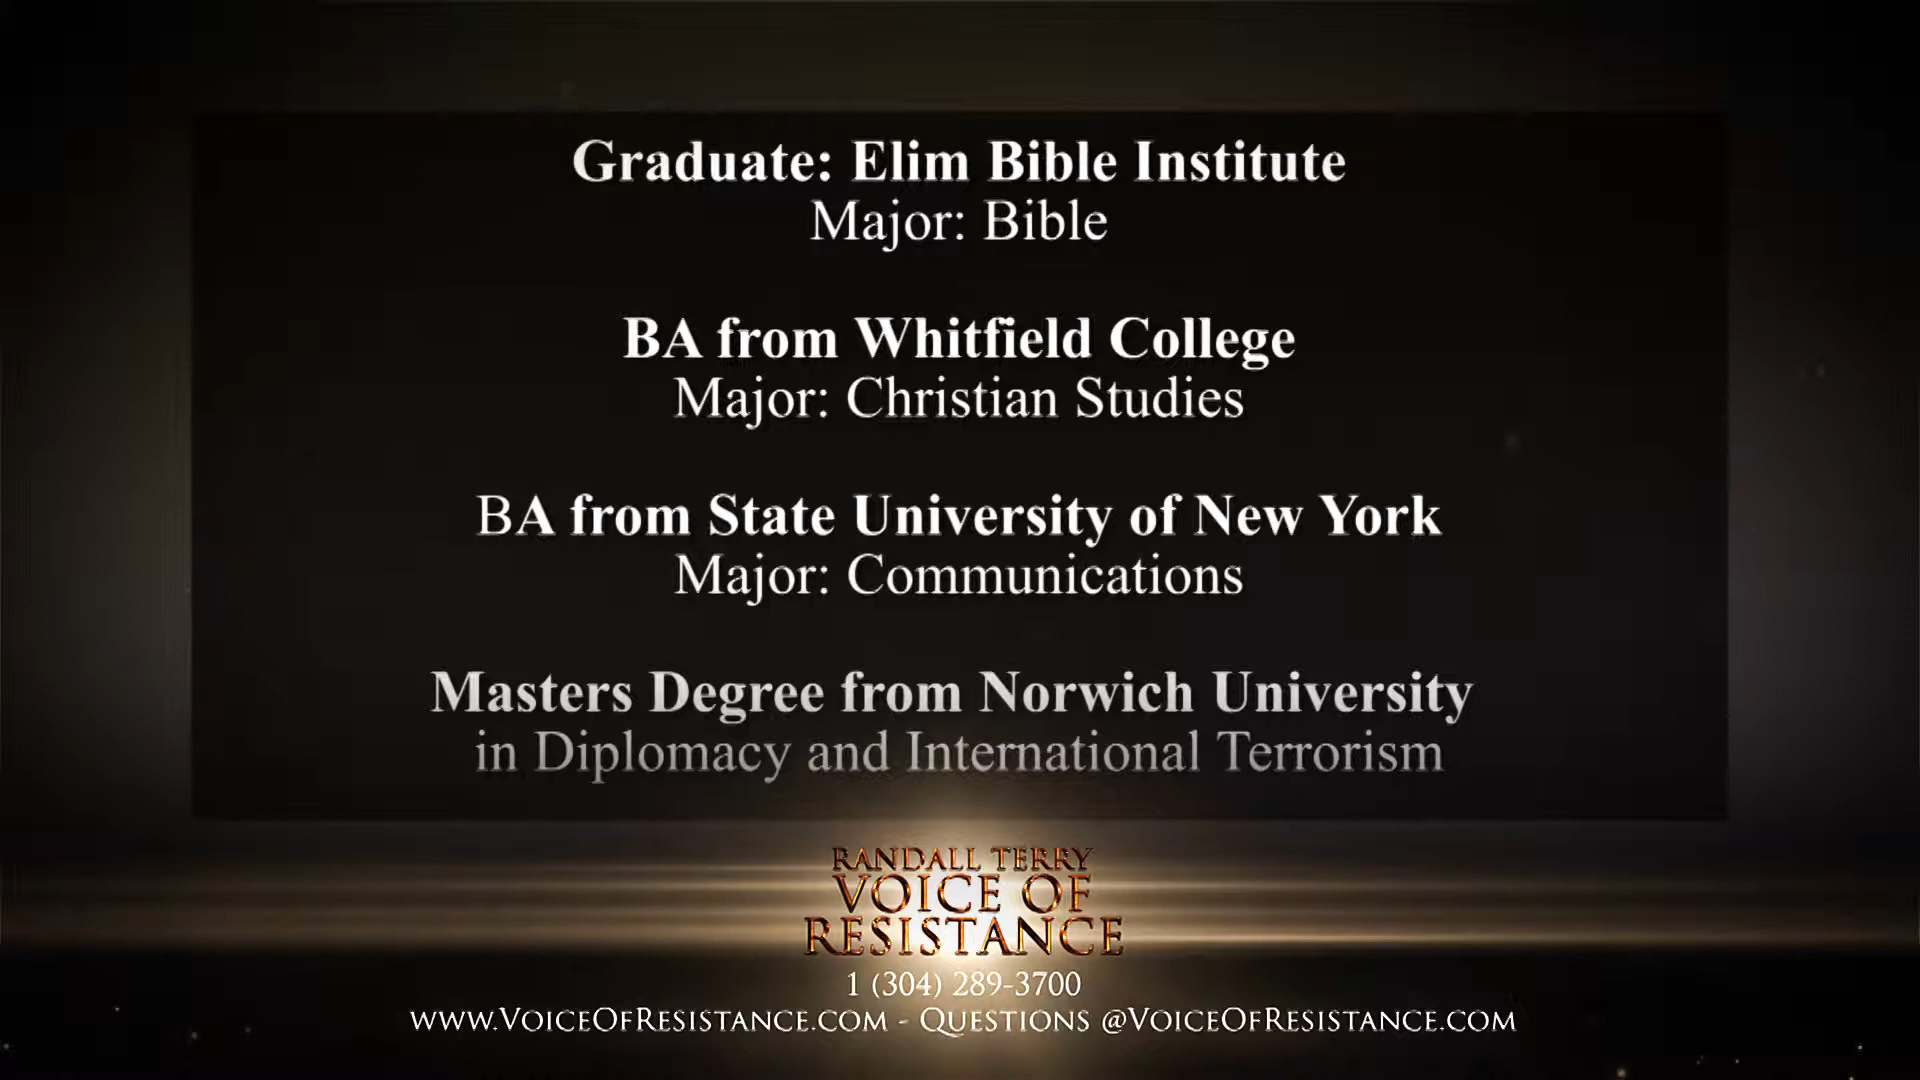 Graduate: Elim Bible Institute
Major: Bible
BA from Whitfield College
Major: Christian Studies
BA from State University of New York
Major: Communications
Masters Degree from Norwich University
in Diplomacy and International Terrorism
RANDALL TERRY
VOICE OF
RESISTANCE
1 (304) 289-3700
www.VoiceOfResistance.com - Questions @VoiceOfResistance.com